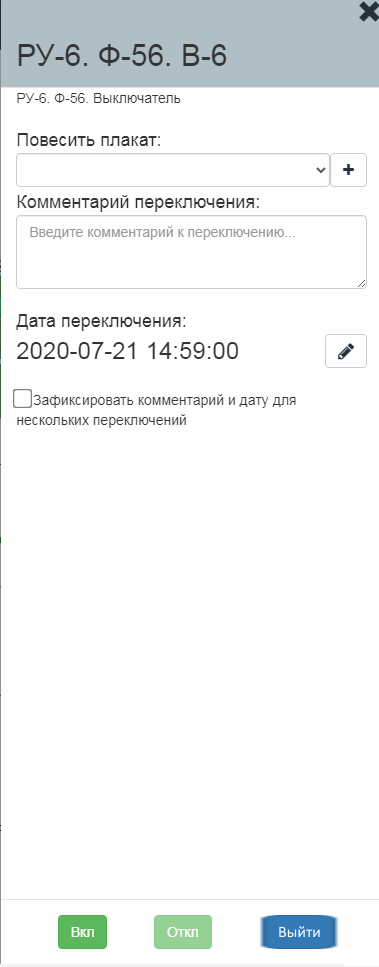 РУ-6. Ф-56. В-6
РУ-6. Ф-56. Выключатель
Повесить плакат:
Комментарий переключения:
Введите комментарий к переключению...
Дата переключения:
2020-07-21 14:59:00
Зафиксировать комментарий и дату для
нескольких переключений
Вкл Откл Выйти